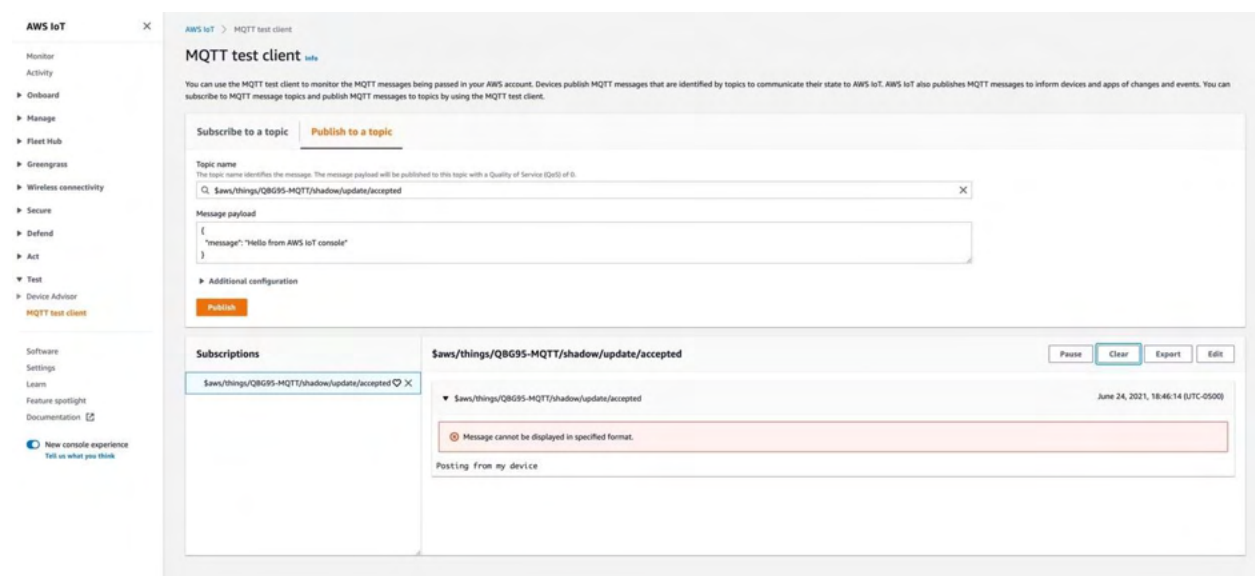 AWS IoT
Monitor
Activity
Onboard
Manage
Fleet Hub
Greengrass
Wireless connectivity
Secure
Defend
Act
Test
Device Advisor
MQTT test client
Software
Settings
Learn
Feature spotlight
Documentation
New console experience
Tell us what you think
AWS IoT > MQTT test client
MQTT test client Info
You can use the MQTT test client to monitor the MQTT messages being passed in your AWS account. Devices publish MQTT messages that are identified by topics to communicate their state to AWS IoT. AWS IoT also publishes MQTT messages to inform devices and apps of changes and events. You can
subscribe to MQTT message topics and publish MQTT messages to topics by using the MQTT test client.
Subscribe to a topic Publish to a topic
Topic name
The topic name identifies the message. The message payload will be published to this topic with a Quality of Service (QoS) of 0.
$aws/things/QBG95-MQTT/shadow/update/accepted
Message payload
{
"message": "Hello from AWS IoT console"
}
Additional configuration
Publish
Subscriptions
$aws/things/QBG95-MQTT/shadow/update/accepted
$aws/things/QBG95-MQTT/shadow/update/accepted Pause Clear Export Edit
$aws/things/QBG95-MQTT/shadow/update/accepted June 24, 2021, 18:46:14 (UTC-0500)
Message cannot be displayed in specified format.
Posting from my device